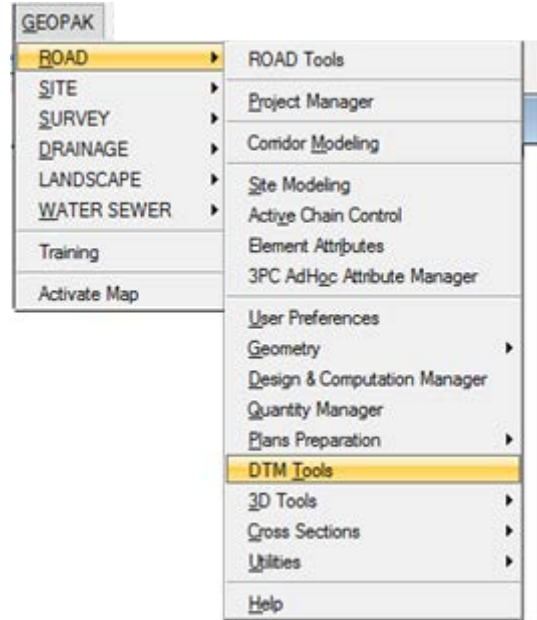 GEOPAK
ROAD
SITE
SURVEY
DRAINAGE
LANDSCAPE
WATER SEWER
Training
Activate Map
ROAD Tools
Project Manager
Corridor Modeling
Site Modeling
Active Chain Control
Element Attributes
3PC AdHoc Attribute Manager
User Preferences
Geometry
Design & Computation Manager
Quantity Manager
Plans Preparation
DTM Tools
3D Tools
Cross Sections
Utilities
Help